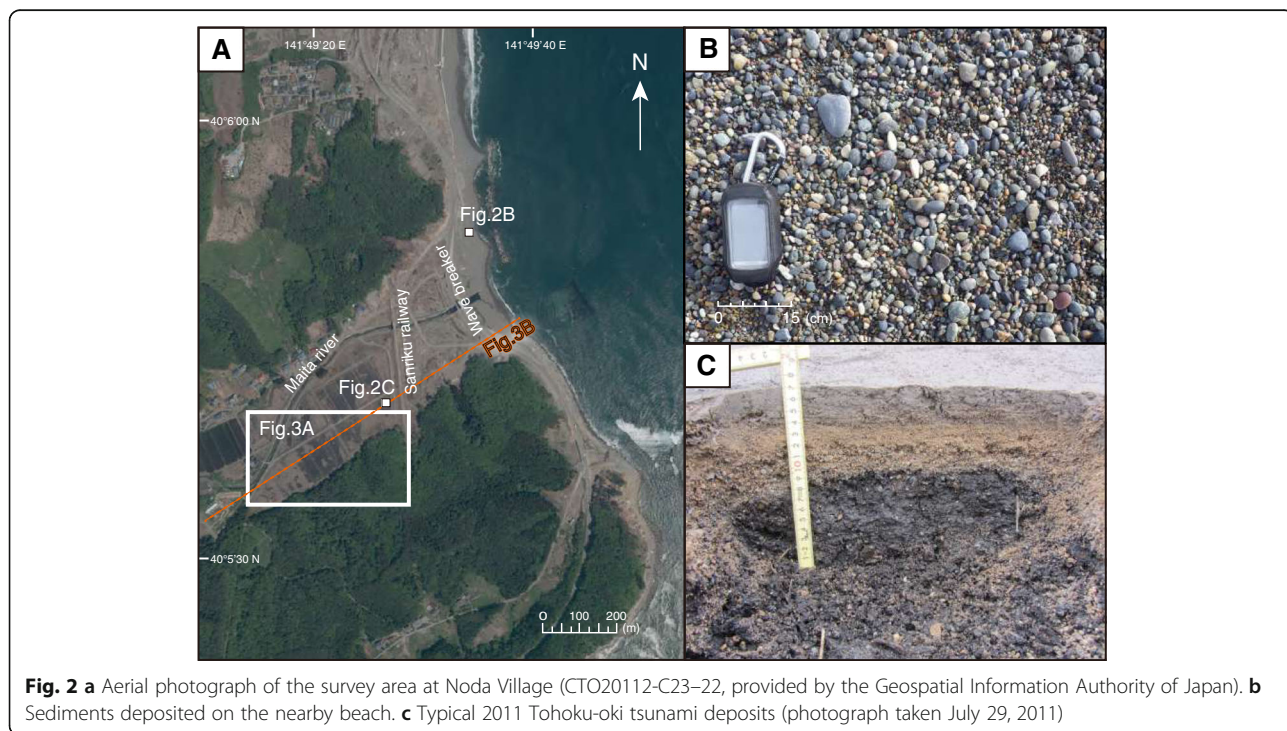 A
141°49'20 E
141°49'40 E
N
40°6'00 N
Fig.2B
Wave breaker
Sanriku railway
Maita river
Fig.3B
Fig.2C
Fig.3A
40°5'30 N
0 100 200
(m)
B
0 15 (cm)
C
Fig. 2 a Aerial photograph of the survey area at Noda Village (CTO20112-C23–22, provided by the Geospatial Information Authority of Japan). b
Sediments deposited on the nearby beach. c Typical 2011 Tohoku-oki tsunami deposits (photograph taken July 29, 2011)